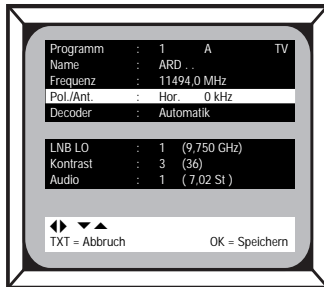 Programm : 1 A TV
Name : ARD . .
Frequenz : 11494,0 MHz
Pol./Ant. : Hor. 0 kHz
Decoder : Automatik
LNB LO : 1 (9,750 GHz)
Kontrast : 3 (36)
Audio : 1 ( 7,02 St )
TXT = Abbruch OK = Speichern